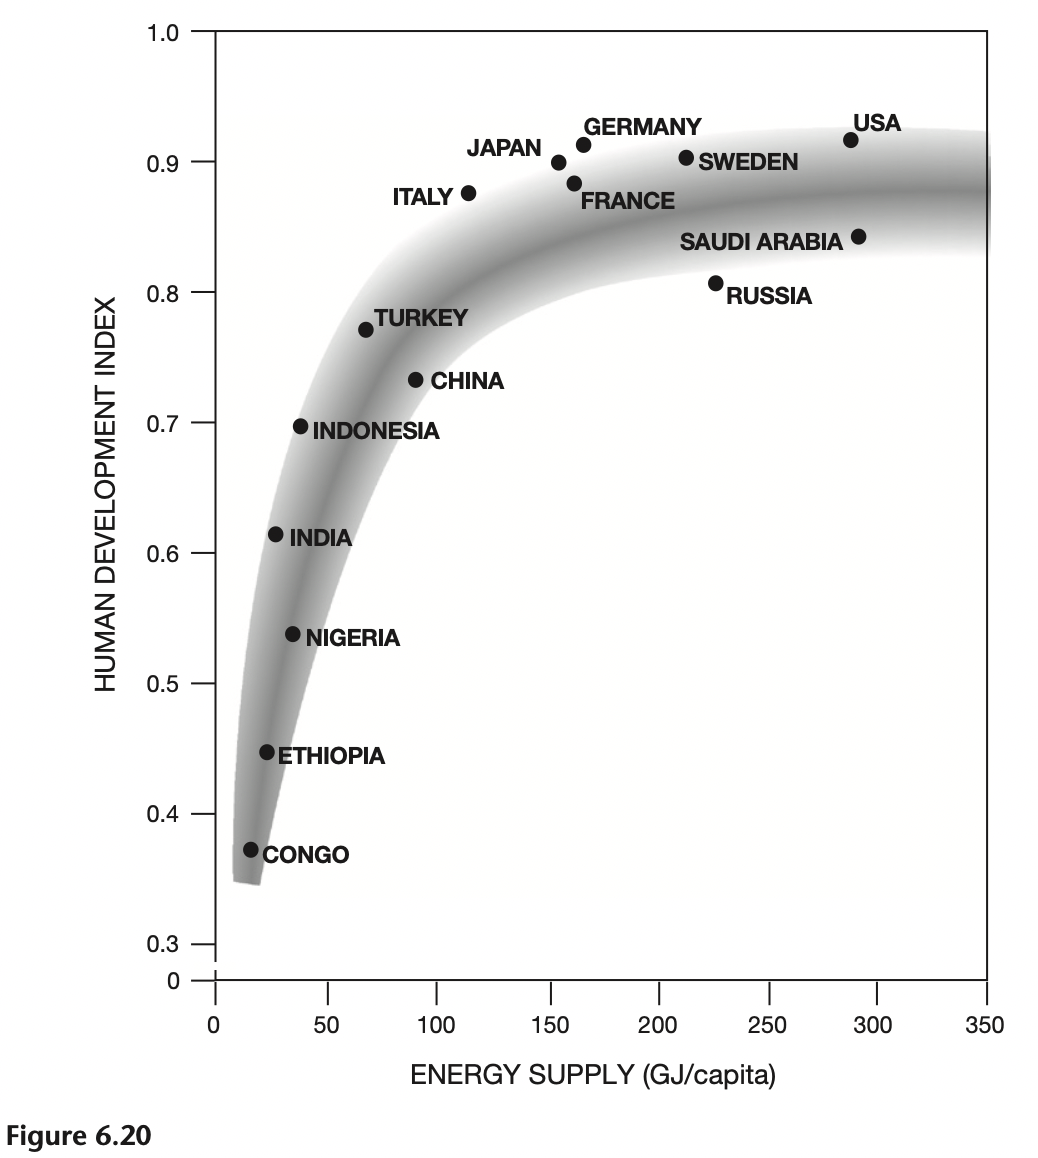 1.0
0.9
0.8
0.7
0.6
0.5
0.4
0.3
0
HUMAN DEVELOPMENT INDEX
USA
GERMANY
JAPAN
SWEDEN
ITALY
FRANCE
SAUDI ARABIA
RUSSIA
TURKEY
CHINA
INDONESIA
INDIA
NIGERIA
ETHIOPIA
CONGO
0 50 100 150 200 250 300 350
ENERGY SUPPLY (GJ/capita)
Figure 6.20